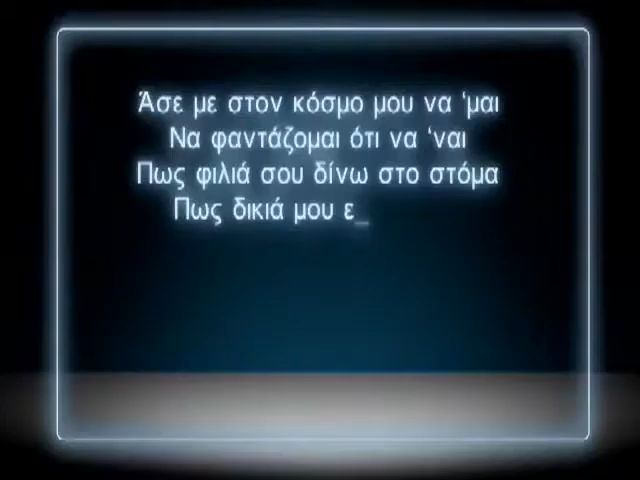 Άσε με στον κόσμο μου να ‘μαι
Να φαντάζομαι ότι να ‘ναι
Πως φιλιά σου δίνω στο στόμα
Πως δικιά μου ε_